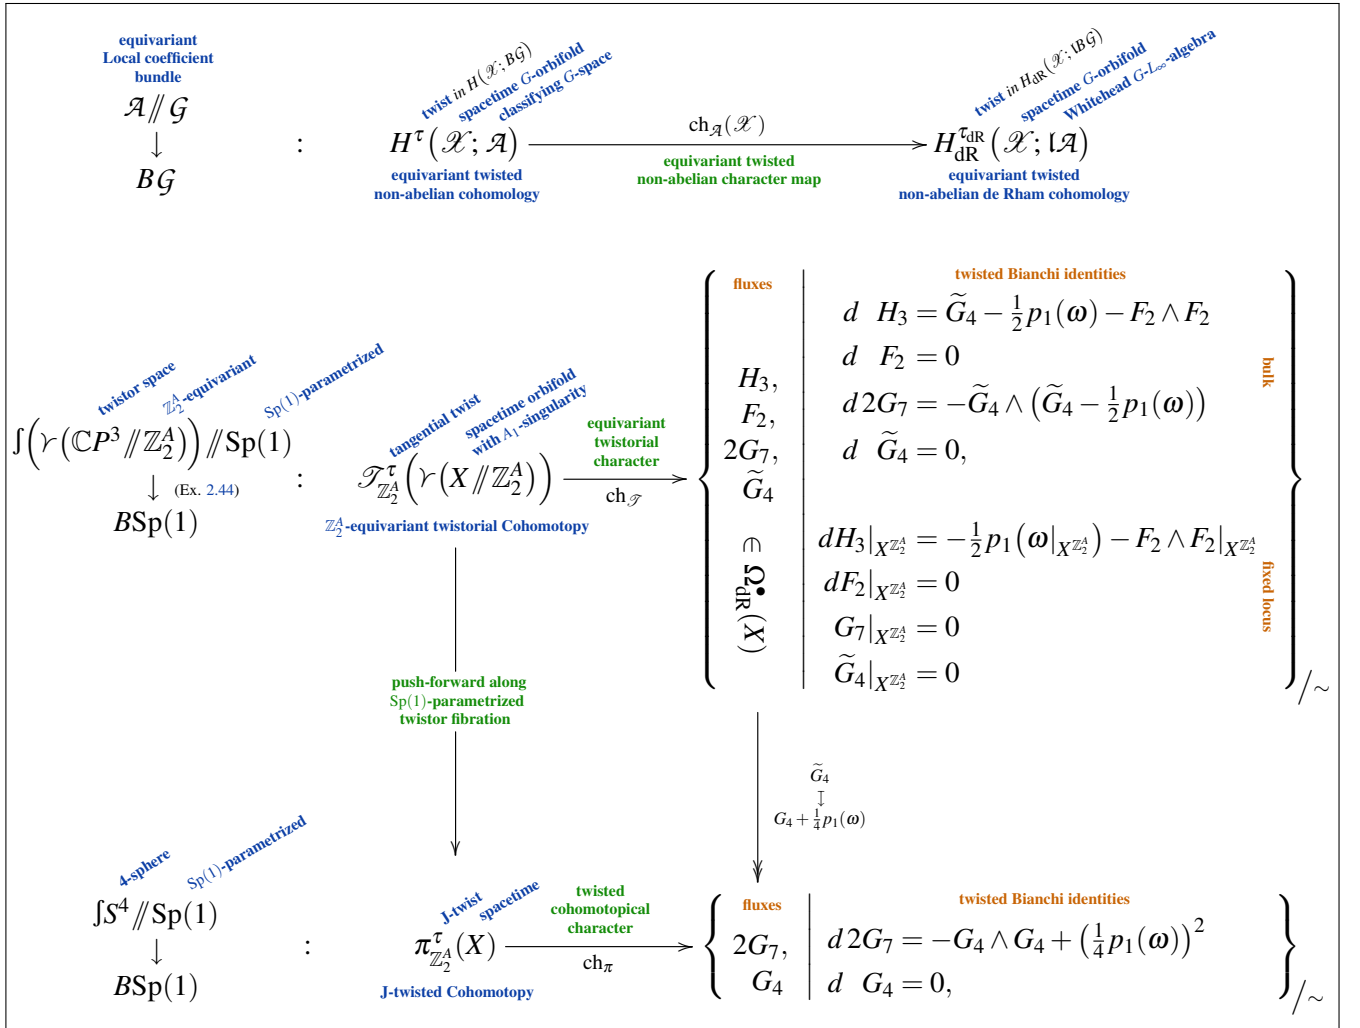 equivariant
Local coefficient
bundle
𝒜 ⫽ 𝒢
↓
B𝒢
:
twist in H(𝒳; B𝒢)
spacetime G-orbifold
classifying G-space
H^τ(𝒳; 𝒜)
equivariant twisted
non-abelian cohomology
ch_𝒜(𝒳)
equivariant twisted
non-abelian character map
twist in H_dR(𝒳; 𝔩B𝒢)
spacetime G-orbifold
Whitehead G-L∞-algebra
H_dR^{τ_dR}(𝒳; 𝔩𝒜)
equivariant twisted
non-abelian de Rham cohomology
twistor space
ℤ₂^A-equivariant
Sp(1)-parametrized
∫(⋎(ℂP³ ⫽ ℤ₂^A)) ⫽ Sp(1)
↓ (Ex. 2.44)
BSp(1)
:
tangential twist
spacetime orbifold
with A₁-singularity
𝒯^τ_{ℤ₂^A}(⋎(X ⫽ ℤ₂^A))
ℤ₂^A-equivariant twistorial Cohomotopy
equivariant
twistorial
character
ch_𝒯
fluxes
H₃,
F₂,
2G₇,
G̃₄
∈ Ω^•_dR(X)
twisted Bianchi identities
d H₃ = G̃₄ − ½p₁(ω) − F₂ ∧ F₂
d F₂ = 0
d 2G₇ = −G̃₄ ∧ (G̃₄ − ½p₁(ω))
d G̃₄ = 0,
bulk
dH₃|_{X^{ℤ₂^A}} = −½p₁(ω|_{X^{ℤ₂^A}}) − F₂ ∧ F₂|_{X^{ℤ₂^A}}
dF₂|_{X^{ℤ₂^A}} = 0
G₇|_{X^{ℤ₂^A}} = 0
G̃₄|_{X^{ℤ₂^A}} = 0
fixed locus
/∼
push-forward along
Sp(1)-parametrized
twistor fibration
G̃₄
↧
G₄ + ¼p₁(ω)
4-sphere
Sp(1)-parametrized
∫S⁴ ⫽ Sp(1)
↓
BSp(1)
:
J-twist
spacetime
π^τ_{ℤ₂^A}(X)
J-twisted Cohomotopy
twisted
cohomotopical
character
ch_π
fluxes
2G₇,
G₄
twisted Bianchi identities
d 2G₇ = −G₄ ∧ G₄ + (¼p₁(ω))²
d G₄ = 0,
/∼